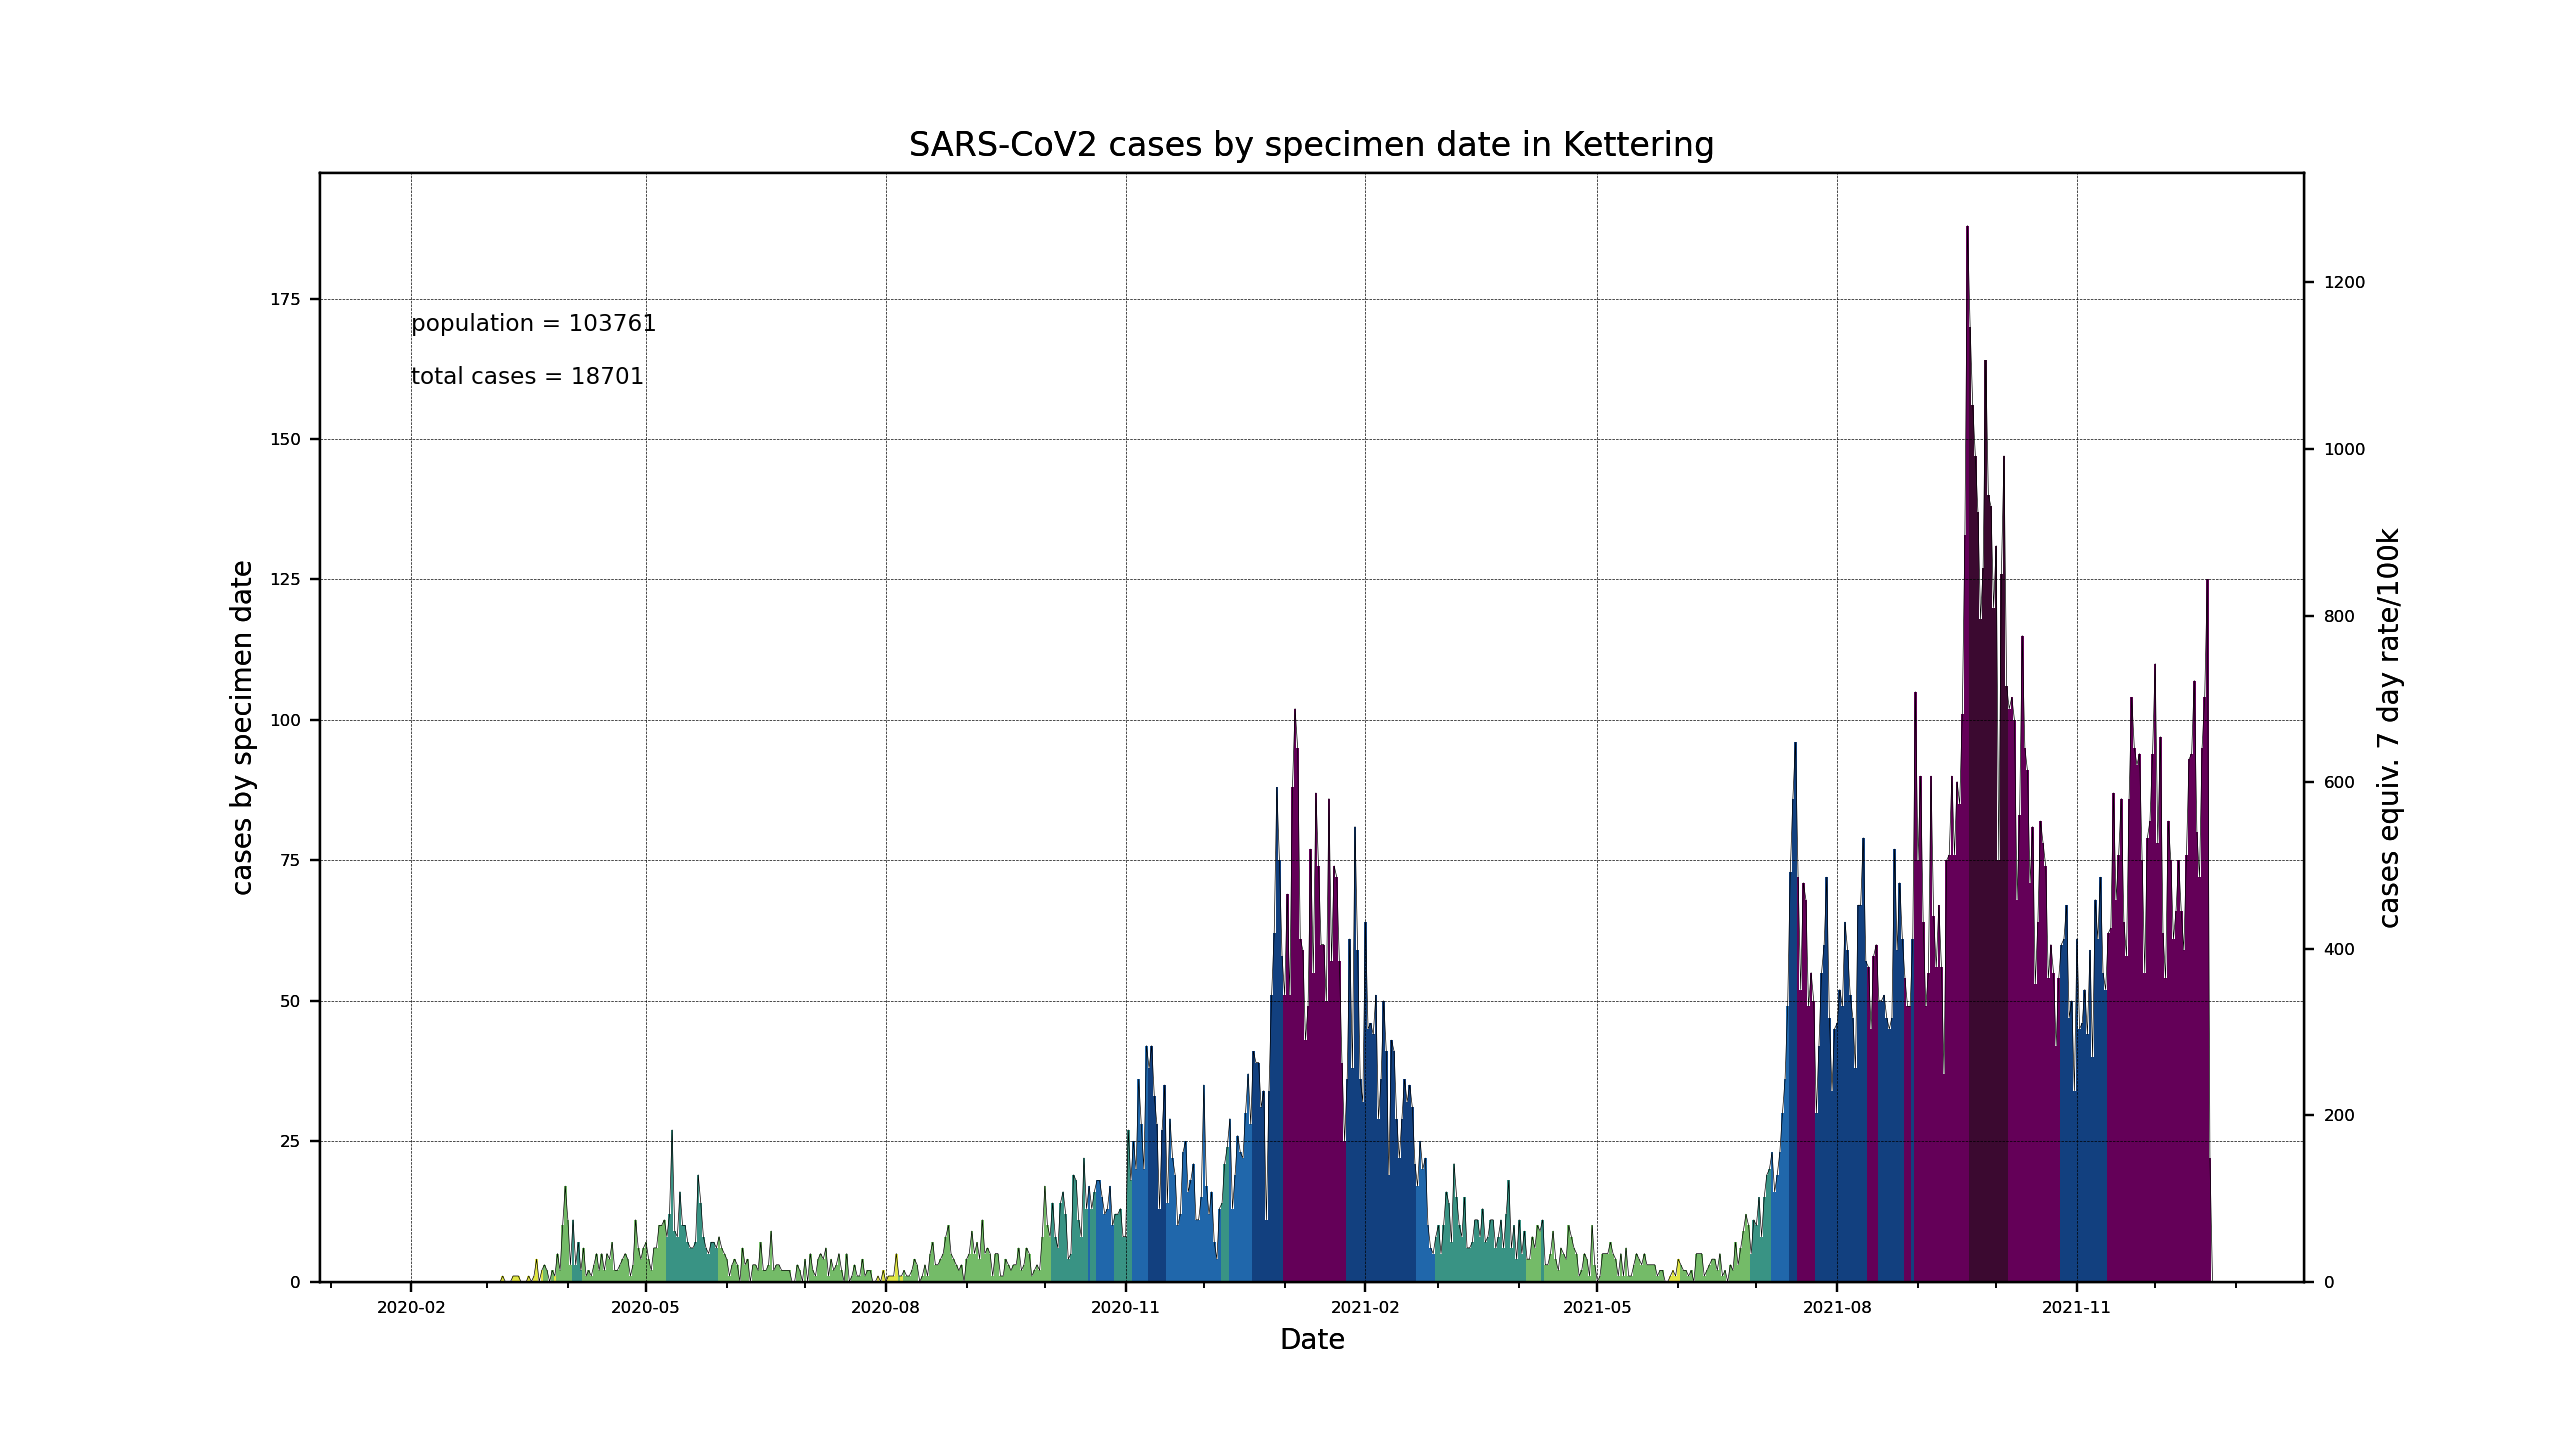 SARS-CoV2 cases by specimen date in Kettering
population = 103761
total cases = 18701
cases by specimen date
175
150
125
100
75
50
25
0
1200
1000
800
600
400
200
0
cases equiv. 7 day rate/100k
2020-02 2020-05 2020-08 2020-11 2021-02 2021-05 2021-08 2021-11
Date